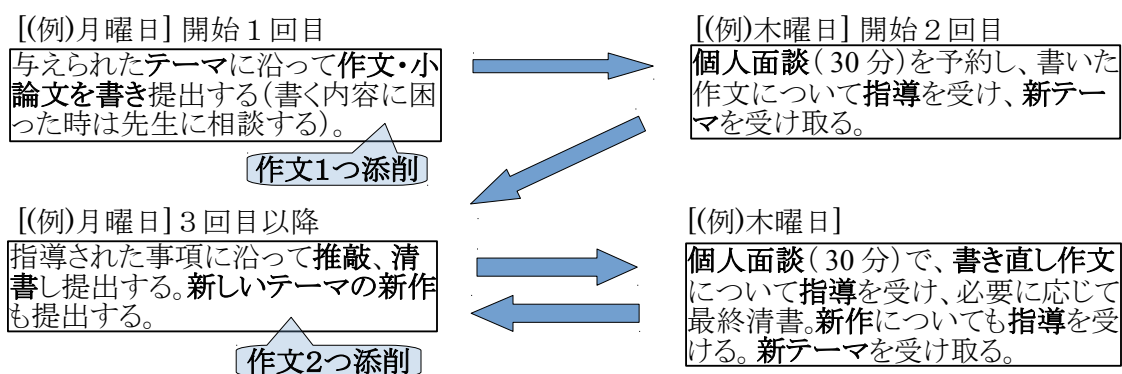 [(例)月曜日] 開始１回目
与えられたテーマに沿って作文・小
論文を書き提出する(書く内容に困
った時は先生に相談する)。
作文1つ添削
[(例)木曜日] 開始２回目
個人面談(30分)を予約し、書いた
作文について指導を受け、新テー
マを受け取る。
[(例)月曜日]３回目以降
指導された事項に沿って推敲、清
書し提出する。新しいテーマの新作
も提出する。
作文2つ添削
[(例)木曜日]
個人面談(30分)で、書き直し作文
について指導を受け、必要に応じて
最終清書。新作についても指導を受
ける。新テーマを受け取る。